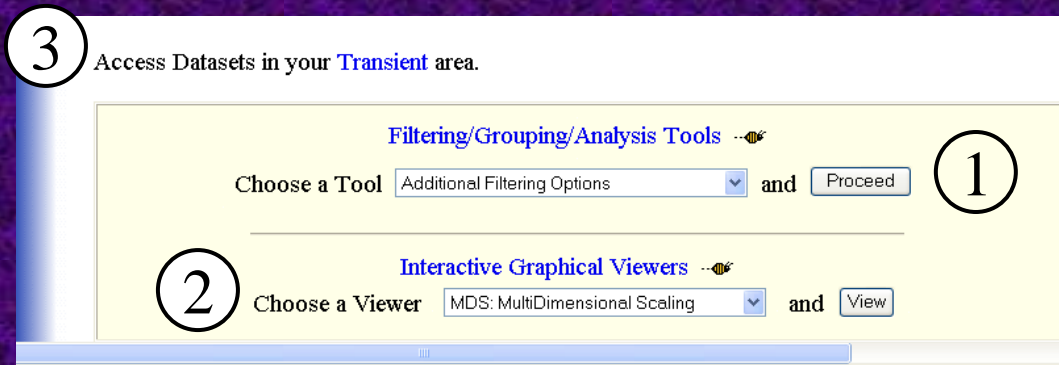 3
Access Datasets in your Transient area.
Filtering/Grouping/Analysis Tools
Choose a Tool Additional Filtering Options and Proceed
1
Interactive Graphical Viewers
2
Choose a Viewer MDS: MultiDimensional Scaling and View